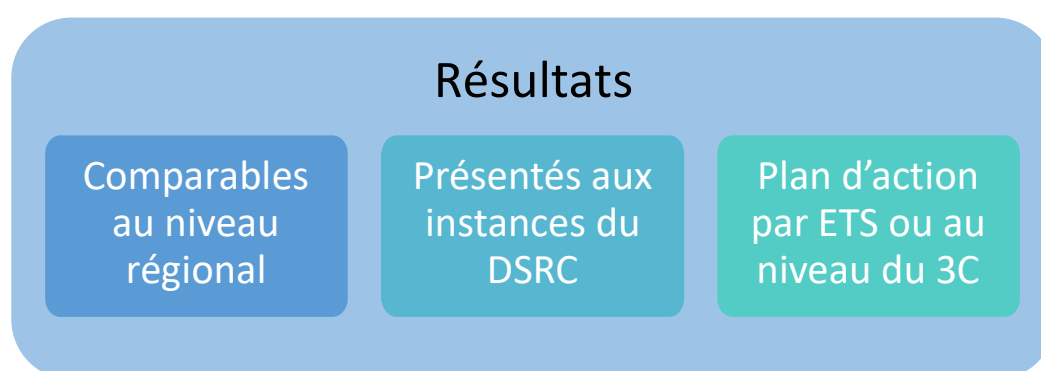 Résultats
Comparables
au niveau
régional
Présentés aux
instances du
DSRC
Plan d’action
par ETS ou au
niveau du 3C